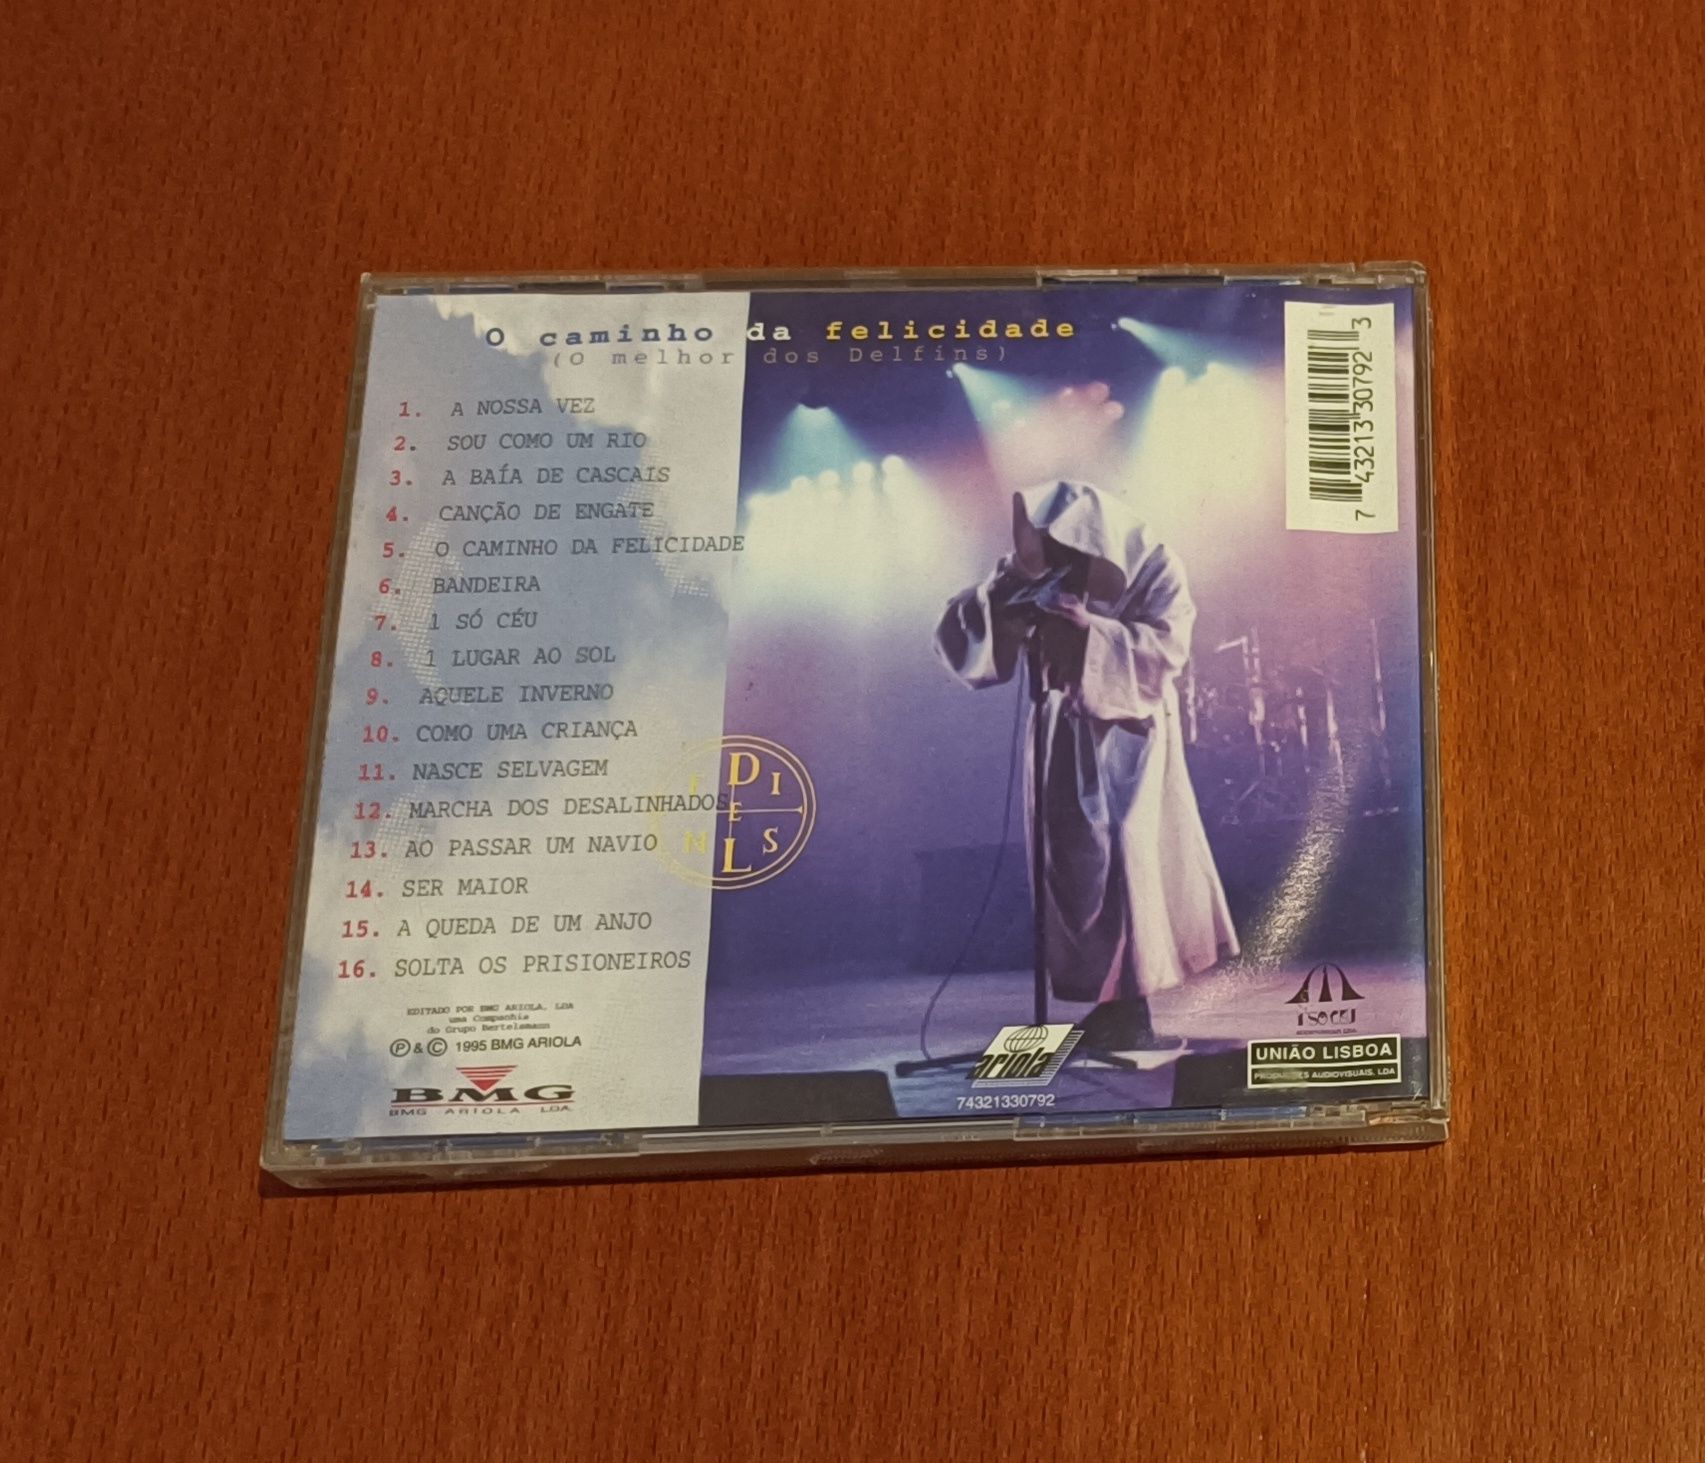 O caminho da felicidade
(O melhor dos Delfins)
1. A NOSSA VEZ
2. SOU COMO UM RIO
3. A BAÍA DE CASCAIS
4. CANÇÃO DE ENGATE
5. O CAMINHO DA FELICIDADE
6. BANDEIRA
7. 1 SÓ CÉU
8. 1 LUGAR AO SOL
9. AQUELE INVERNO
10. COMO UMA CRIANÇA
11. NASCE SELVAGEM
12. MARCHA DOS DESALINHADOS
13. AO PASSAR UM NAVIO
14. SER MAIOR
15. A QUEDA DE UM ANJO
16. SOLTA OS PRISIONEIROS
EDITADO POR BMG ARIOLA, LDA
uma Companhia
do Grupo Bertelsmann
Ⓟ & © 1995 BMG ARIOLA
BMG
BMG ARIOLA LDA.
DELFINS
7 43213 30792 3
ariola
74321330792
1 SÓ CÉU
UNIÃO LISBOA
PRODUÇÕES AUDIOVISUAIS, LDA